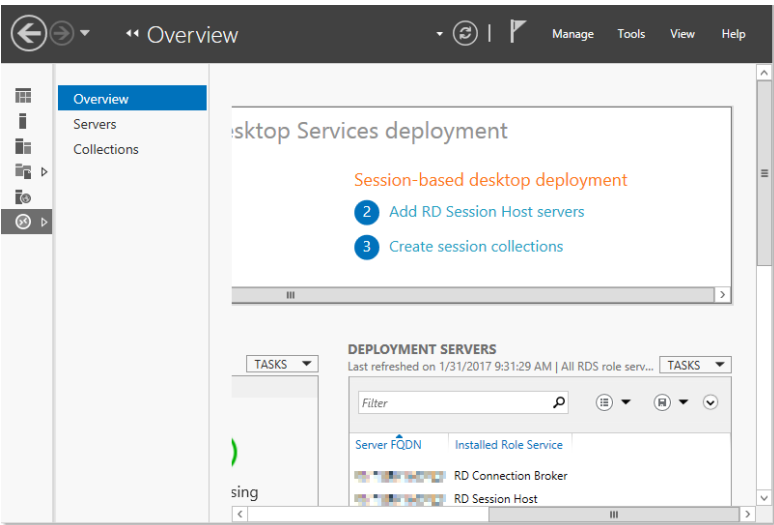 Overview
Manage Tools View Help
Overview
Servers
Collections
esktop Services deployment
Session-based desktop deployment
2 Add RD Session Host servers
3 Create session collections
TASKS
DEPLOYMENT SERVERS
Last refreshed on 1/31/2017 9:31:29 AM | All RDS role serv...
TASKS
Filter
Server FQDN Installed Role Service
RD Connection Broker
RD Session Host
sing